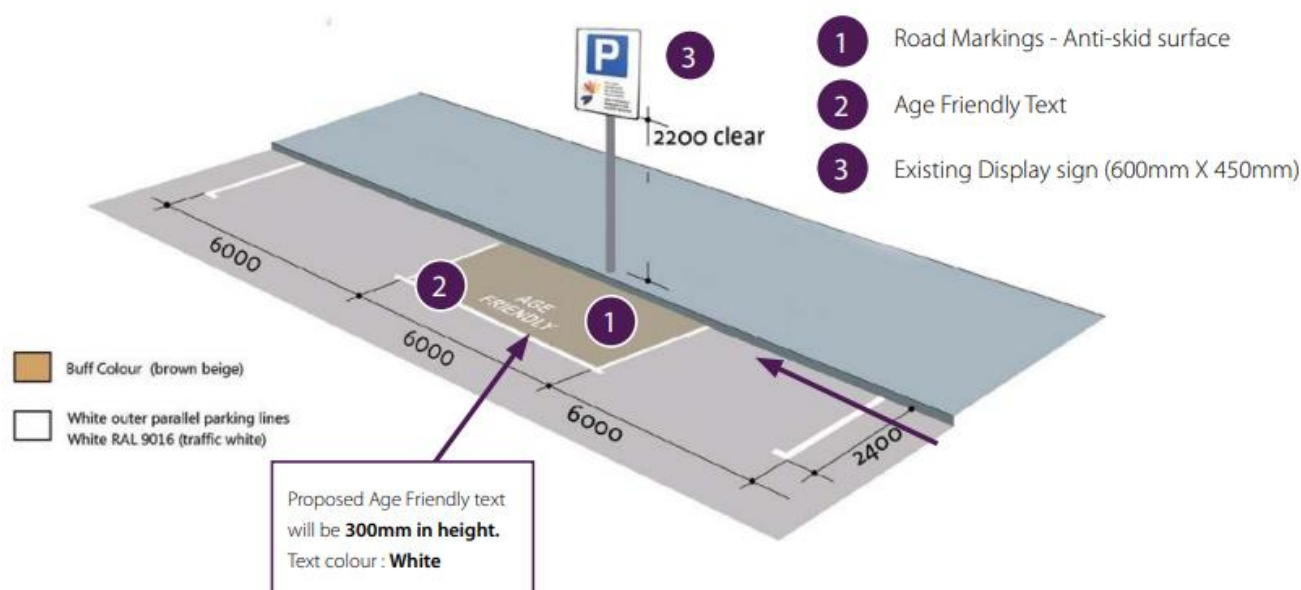 P
3
2200 clear
1 Road Markings - Anti-skid surface
2 Age Friendly Text
3 Existing Display sign (600mm X 450mm)
6000
2
AGE
FRIENDLY
1
6000
6000
2400
Buff Colour (brown beige)
White outer parallel parking lines
White RAL 9016 (traffic white)
Proposed Age Friendly text
will be 300mm in height.
Text colour : White